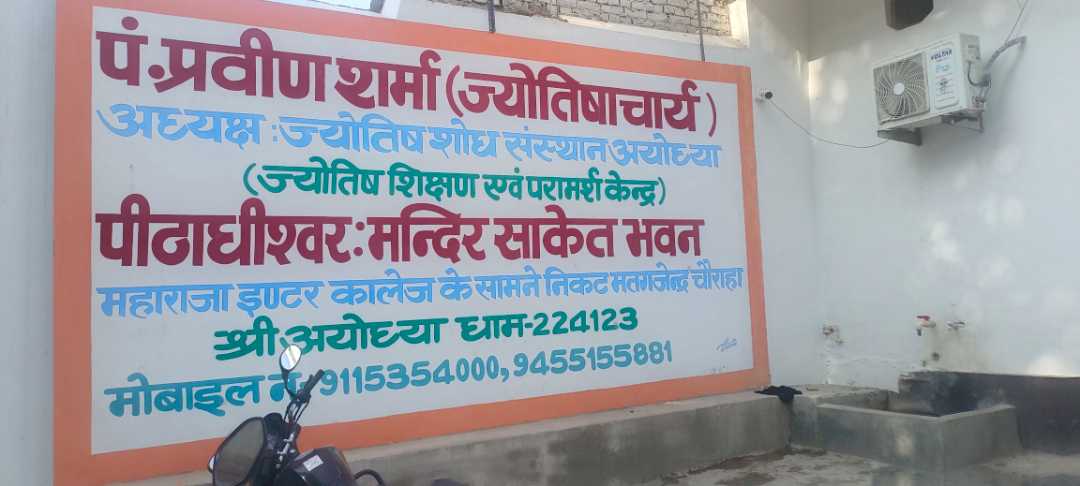 पं.प्रवीण शर्मा (ज्योतिषाचार्य)
अध्यक्ष :ज्योतिष शोध संस्थान अयोध्या
(ज्योतिष शिक्षण एवं परामर्श केन्द्र)
पीठाधीश्वर:मन्दिर साकेत भवन
महाराजा इण्टर कालेज के सामने निकट मतगजेन्द्र चौराहा
श्री अयोध्या धाम-224123
मोबाइल नं-9115354000,9455155881